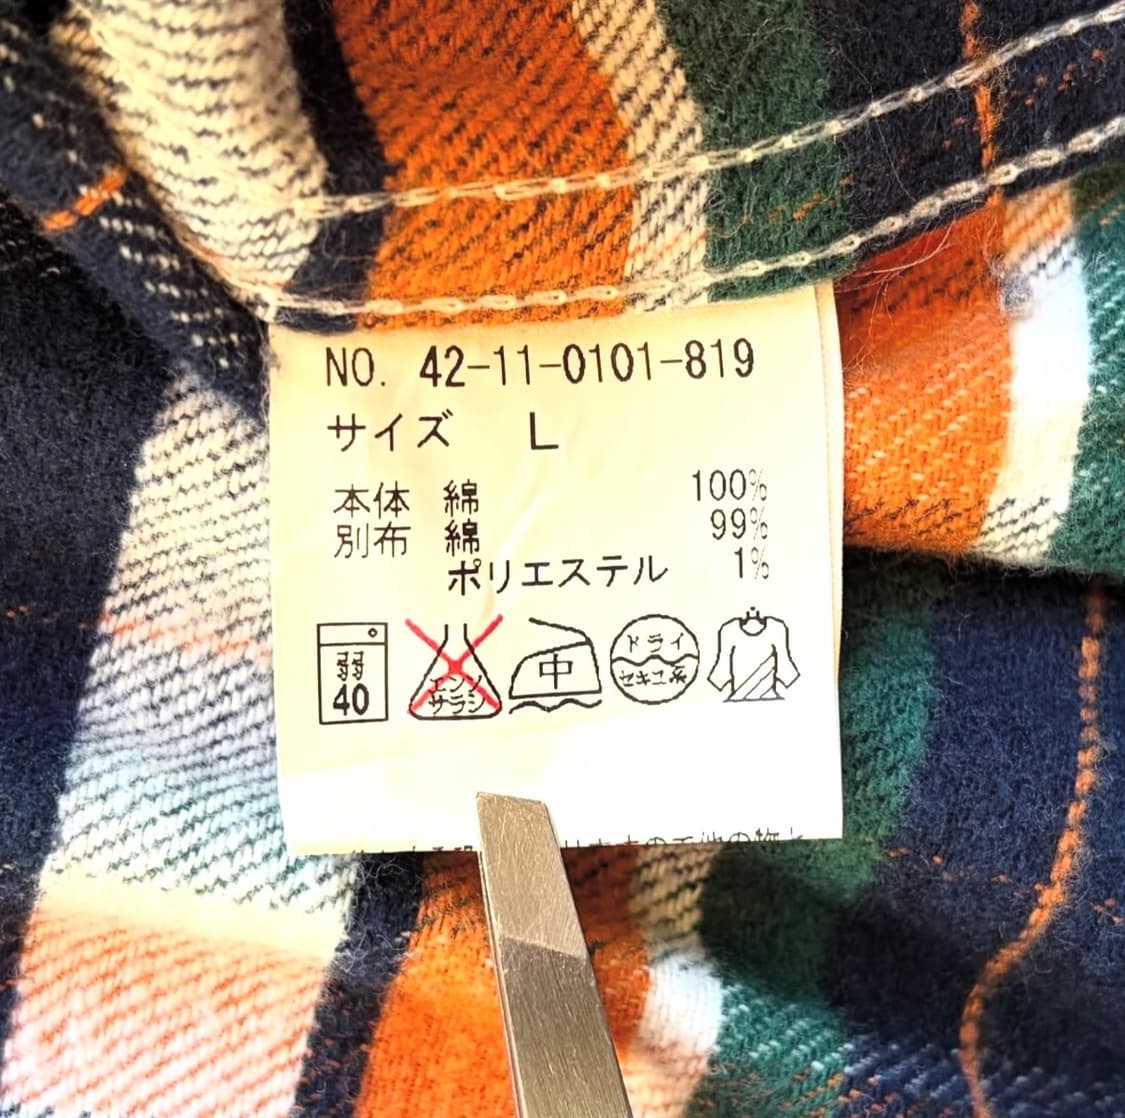 NO. 42-11-0101-819
サイズ L
本体 綿 100%
別布 綿 99%
ポリエステル 1%
弱 40
エンソサラシ
中
ドライ
セキユ系